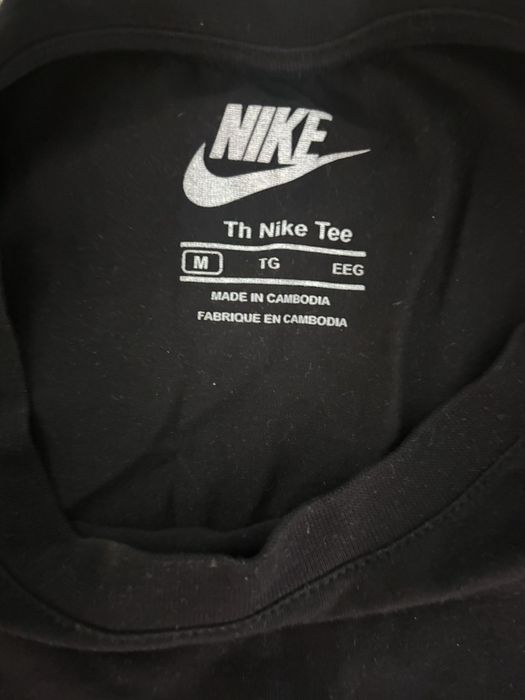 NIKE
Th Nike Tee
M TG EEG
MADE IN CAMBODIA
FABRIQUE EN CAMBODIA